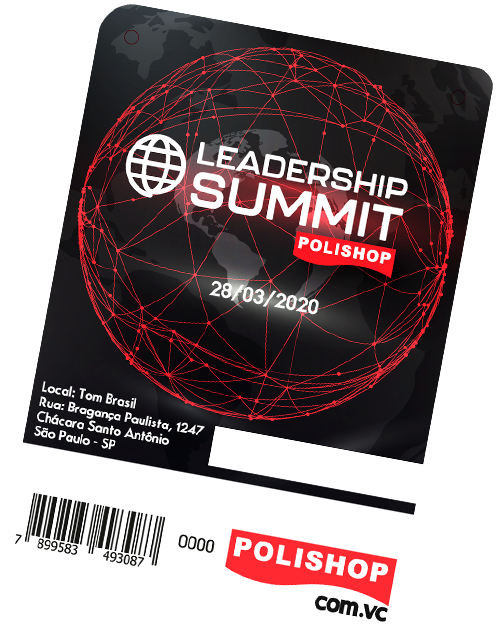 LEADERSHIP
SUMMIT
POLISHOP
28/03/2020
Local: Tom Brasil
Rua: Bragança Paulista, 1247
Chácara Santo Antônio
São Paulo - SP
7 899583 493087
0000
POLISHOP
com.vc